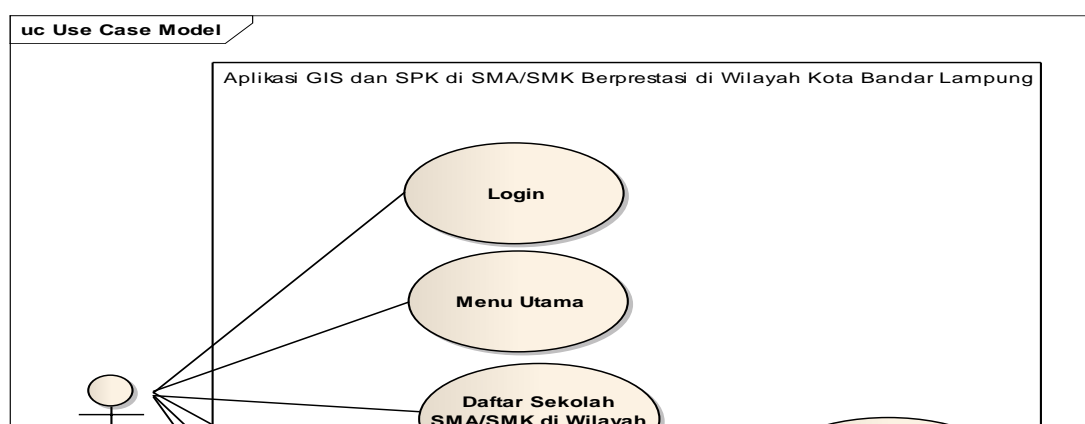 uc Use Case Model
Aplikasi GIS dan SPK di SMA/SMK Berprestasi di Wilayah Kota Bandar Lampung
Login
Menu Utama
Daftar Sekolah
SMA/SMK di Wilayah